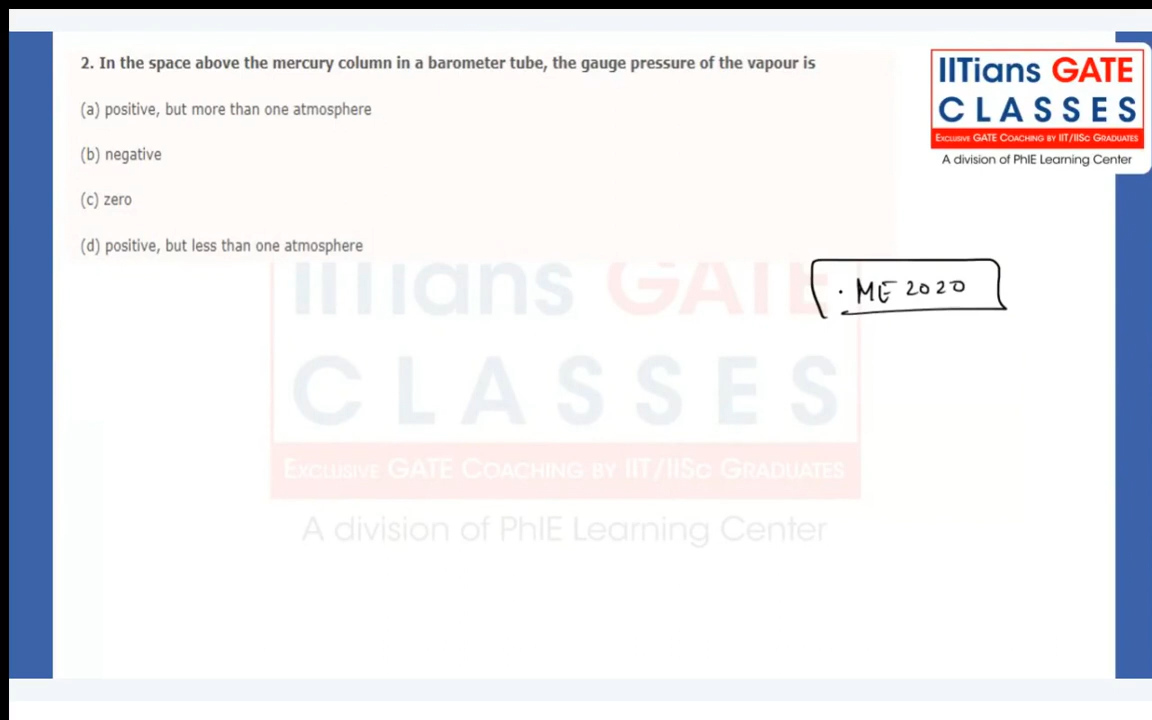 2. In the space above the mercury column in a barometer tube, the gauge pressure of the vapour is
(a) positive, but more than one atmosphere
(b) negative
(c) zero
(d) positive, but less than one atmosphere
IITians GATE
CLASSES
EXCLUSIVE GATE COACHING BY IIT/IISc GRADUATES
A division of PhIE Learning Center
· ME 2020
IITians GATE
CLASSES
EXCLUSIVE GATE COACHING BY IIT/IISc GRADUATES
A division of PhIE Learning Center